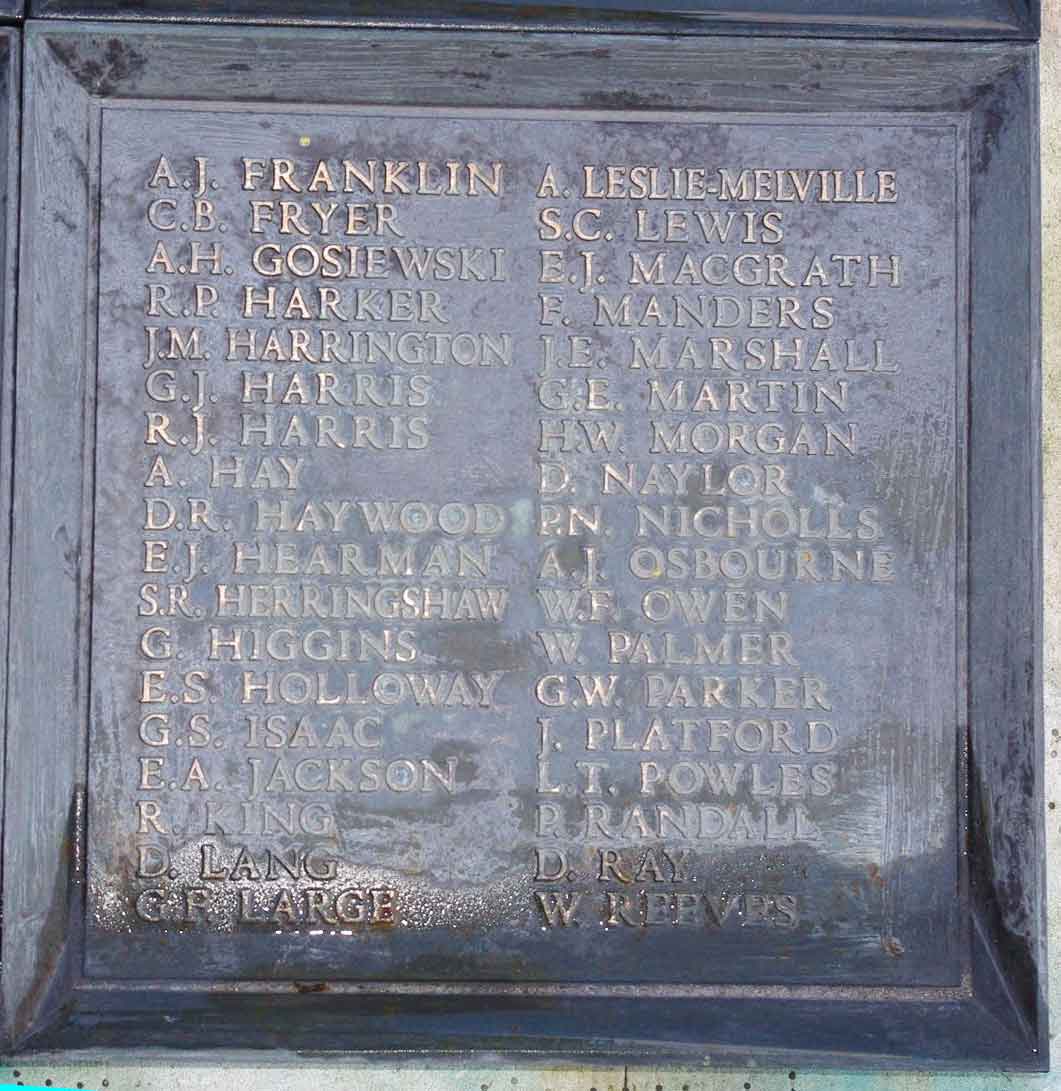 A.J. FRANKLIN
C.B. FRYER
A.H. GOSIEWSKI
R.P. HARKER
J.M. HARRINGTON
G.J. HARRIS
R.J. HARRIS
A. HAY
D.R. HAYWOOD
E.J. HEARMAN
S.R. HERRINGSHAW
G. HIGGINS
E.S. HOLLOWAY
G.S. ISAAC
E.A. JACKSON
R. KING
D. LANG
G.F. LARGE
A. LESLIE-MELVILLE
S.C. LEWIS
E.J. MACGRATH
F. MANDERS
J.E. MARSHALL
G.E. MARTIN
H.W. MORGAN
D. NAYLOR
P.N. NICHOLLS
A.J. OSBOURNE
W.F. OWEN
W. PALMER
G.W. PARKER
J. PLATFORD
L.T. POWLES
P. RANDALL
D. RAY
W. REEVES